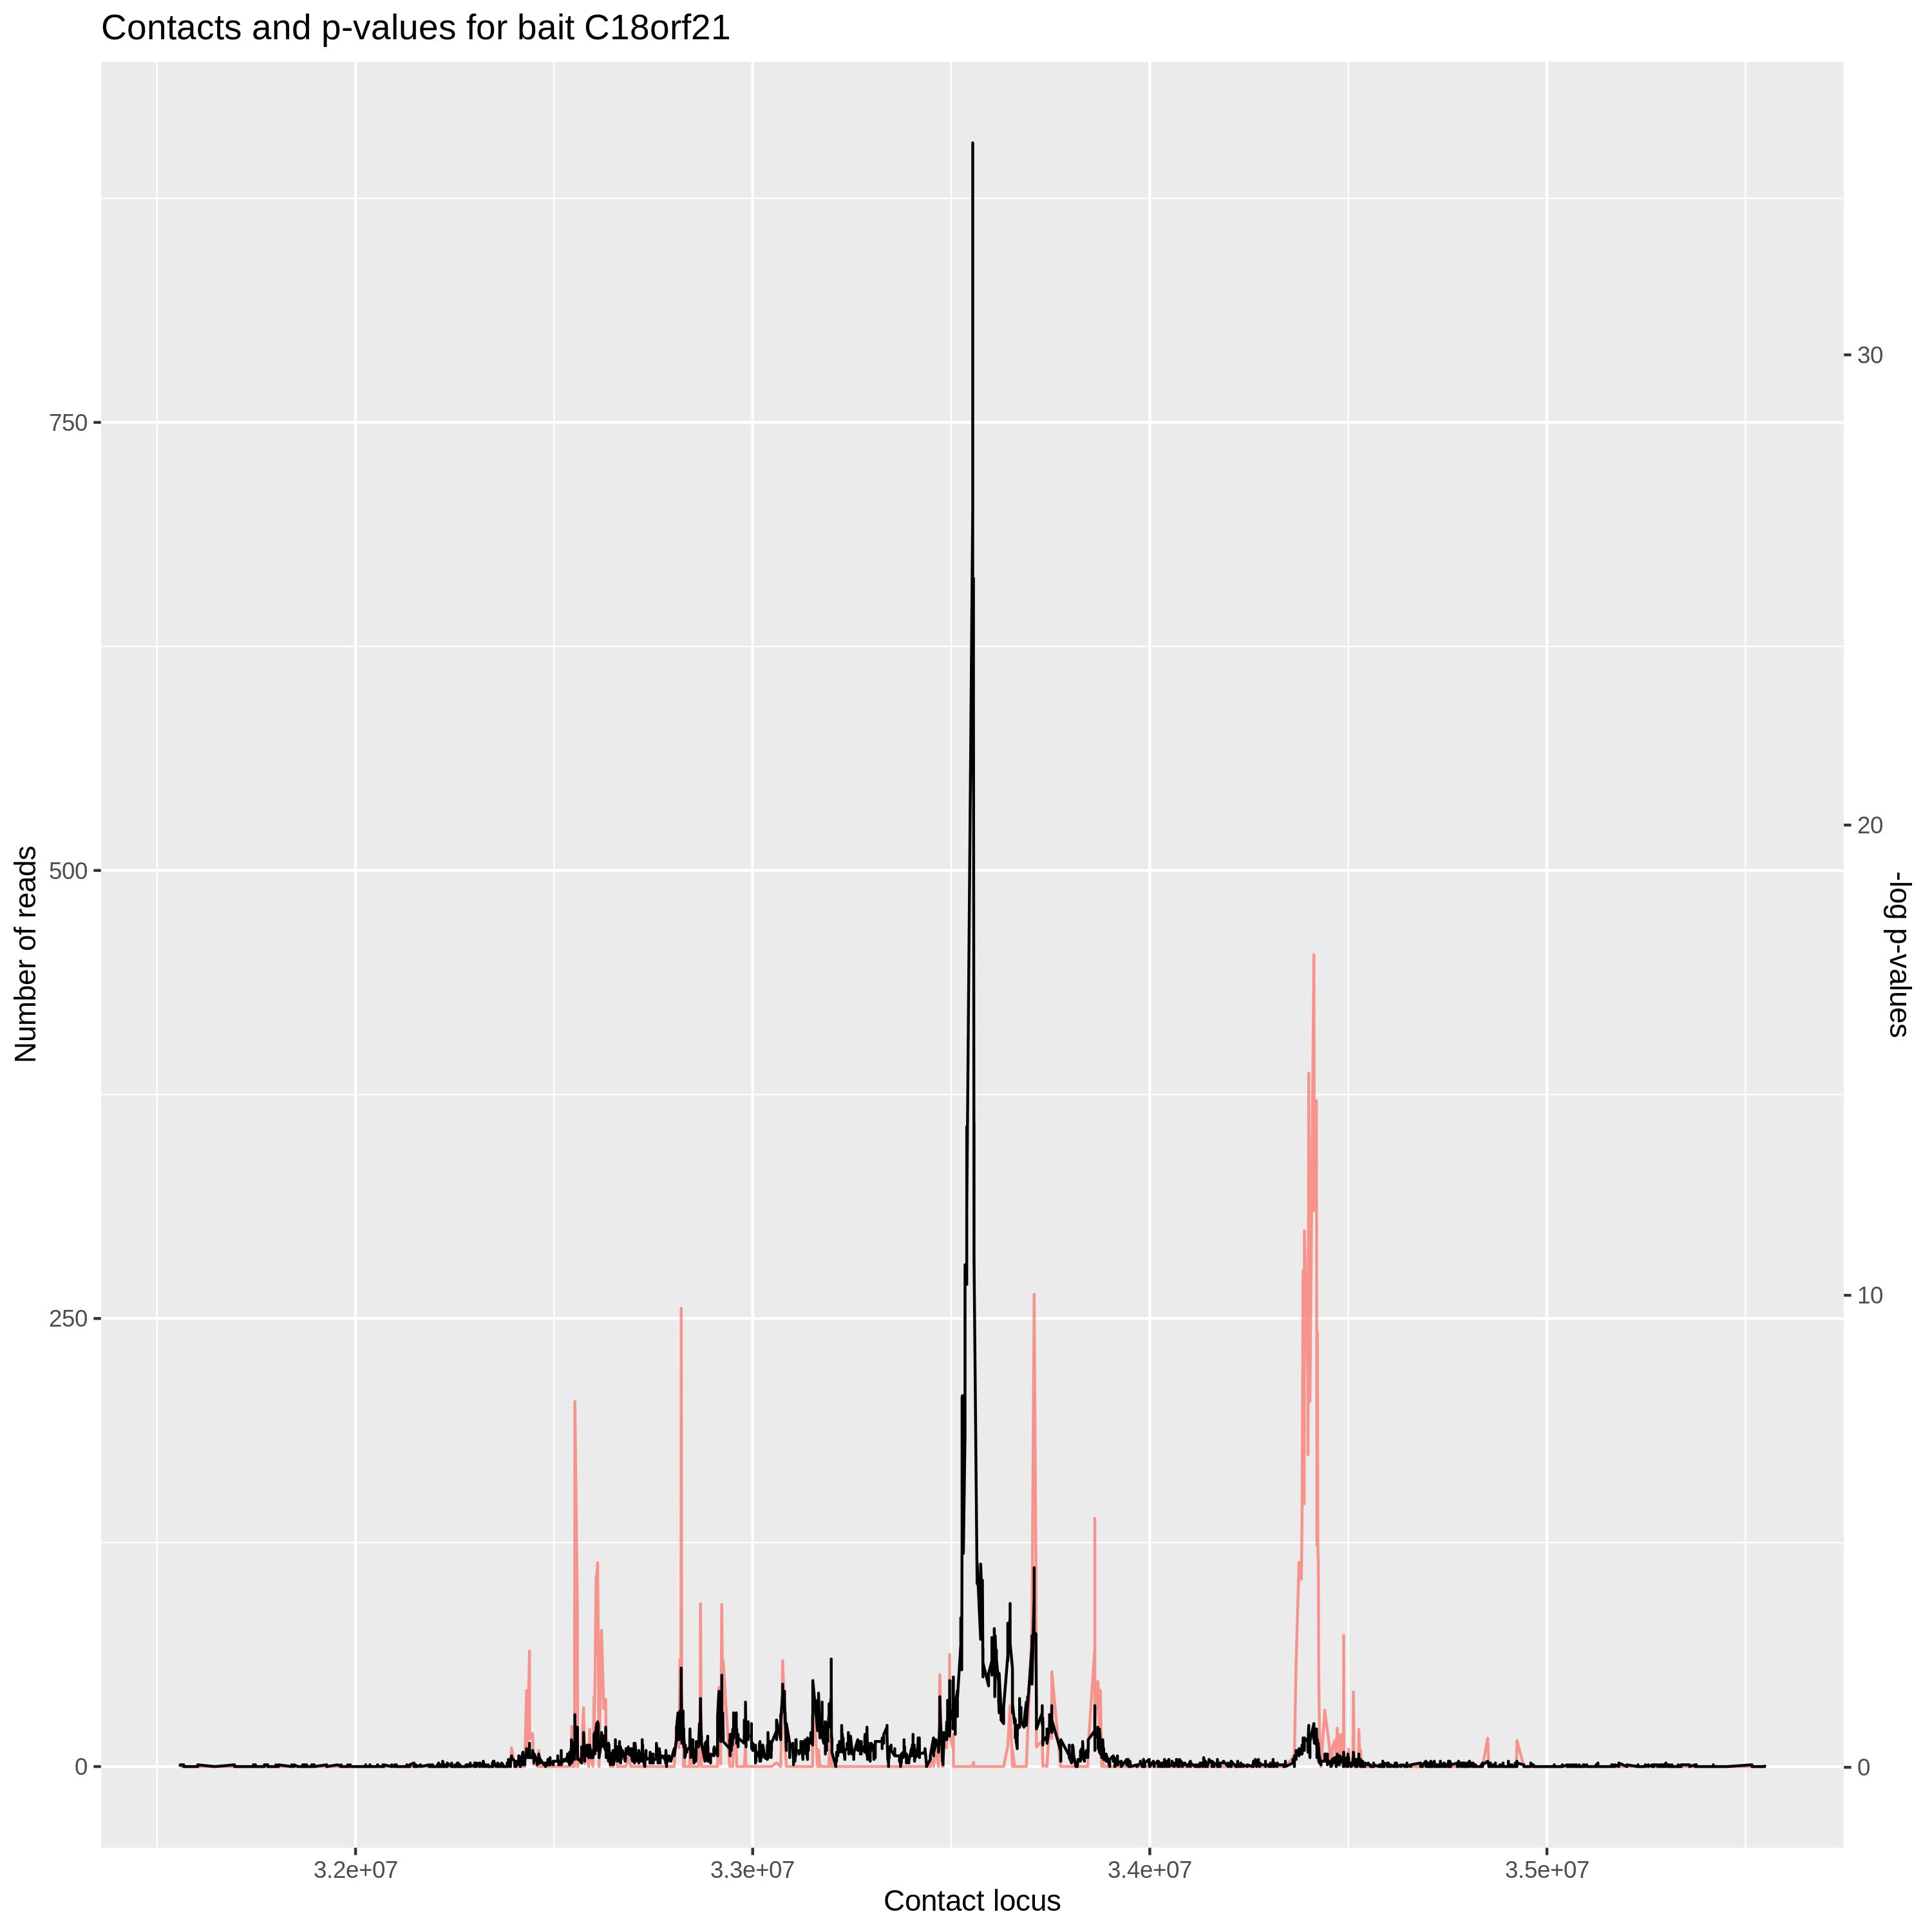 Contacts and p-values for bait C18orf21
Number of reads
750
500
250
0
30
20
10
0
-log p-values
3.2e+07
3.3e+07
3.4e+07
3.5e+07
Contact locus